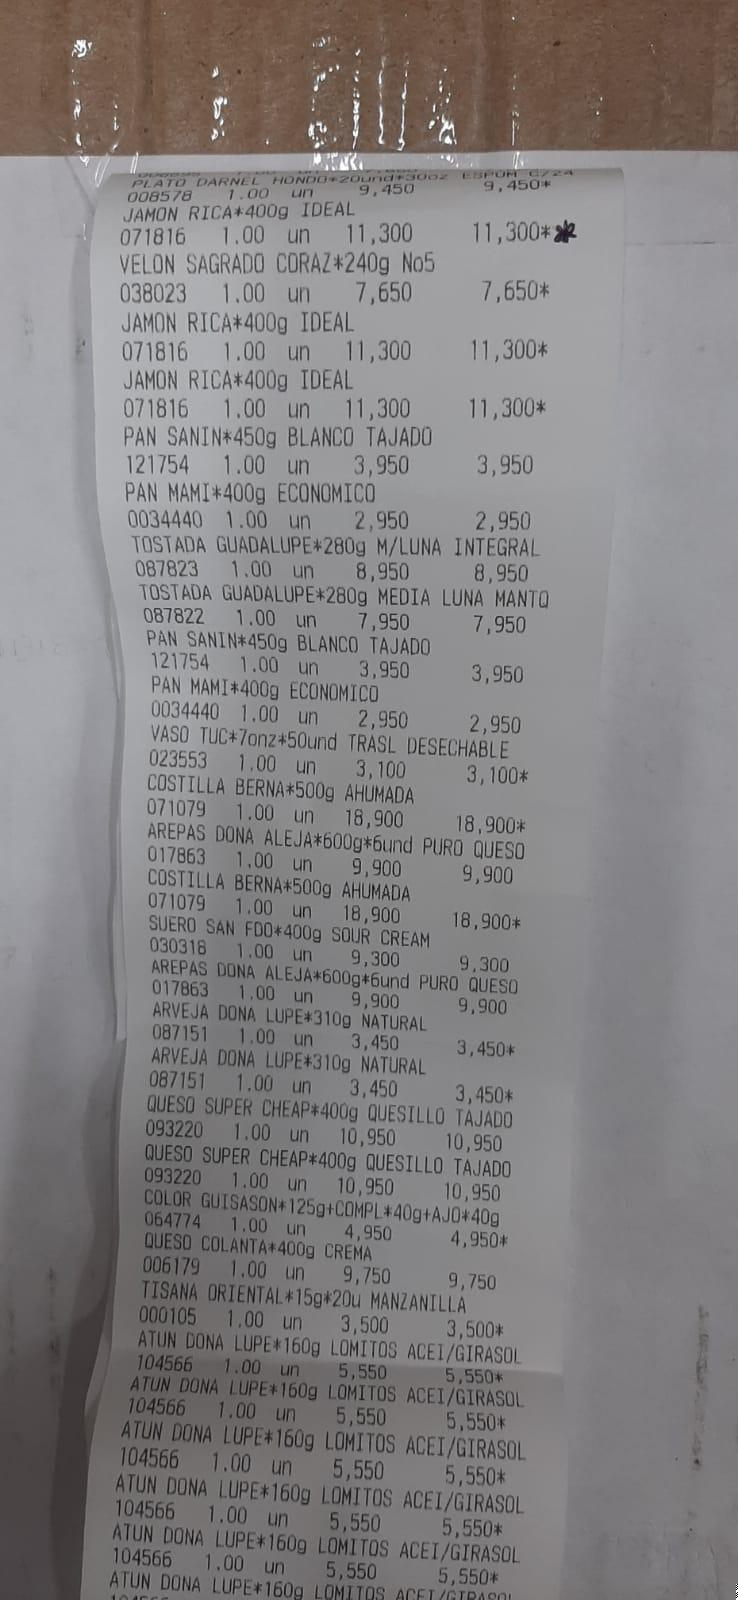 PLATO DARNEL HONDO*20und*30oz ESPUM C/24
008578 1.00 un 9,450 9,450*
JAMON RICA*400g IDEAL
071816 1.00 un 11,300 11,300*
VELON SAGRADO CORAZ*240g No5
038023 1.00 un 7,650 7,650*
JAMON RICA*400g IDEAL
071816 1.00 un 11,300 11,300*
JAMON RICA*400g IDEAL
071816 1.00 un 11,300 11,300*
PAN SANIN*450g BLANCO TAJADO
121754 1.00 un 3,950 3,950
PAN MAMI*400g ECONOMICO
0034440 1.00 un 2,950 2,950
TOSTADA GUADALUPE*280g M/LUNA INTEGRAL
087823 1.00 un 8,950 8,950
TOSTADA GUADALUPE*280g MEDIA LUNA MANTQ
087822 1.00 un 7,950 7,950
PAN SANIN*450g BLANCO TAJADO
121754 1.00 un 3,950 3,950
PAN MAMI*400g ECONOMICO
0034440 1.00 un 2,950 2,950
VASO TUC*7onz*50und TRASL DESECHABLE
023553 1.00 un 3,100 3,100*
COSTILLA BERNA*500g AHUMADA
071079 1.00 un 18,900 18,900*
AREPAS DONA ALEJA*600g*6und PURO QUESO
017863 1.00 un 9,900 9,900
COSTILLA BERNA*500g AHUMADA
071079 1.00 un 18,900 18,900*
SUERO SAN FDO*400g SOUR CREAM
030318 1.00 un 9,300 9,300
AREPAS DONA ALEJA*600g*6und PURO QUESO
017863 1.00 un 9,900 9,900
ARVEJA DONA LUPE*310g NATURAL
087151 1.00 un 3,450 3,450*
ARVEJA DONA LUPE*310g NATURAL
087151 1.00 un 3,450 3,450*
QUESO SUPER CHEAP*400g QUESILLO TAJADO
093220 1.00 un 10,950 10,950
QUESO SUPER CHEAP*400g QUESILLO TAJADO
093220 1.00 un 10,950 10,950
COLOR GUISASON*125g+COMPL*40g+AJO*40g
064774 1.00 un 4,950 4,950*
QUESO COLANTA*400g CREMA
006179 1.00 un 9,750 9,750
TISANA ORIENTAL*15g*20u MANZANILLA
000105 1.00 un 3,500 3,500*
ATUN DONA LUPE*160g LOMITOS ACEI/GIRASOL
104566 1.00 un 5,550 5,550*
ATUN DONA LUPE*160g LOMITOS ACEI/GIRASOL
104566 1.00 un 5,550 5,550*
ATUN DONA LUPE*160g LOMITOS ACEI/GIRASOL
104566 1.00 un 5,550 5,550*
ATUN DONA LUPE*160g LOMITOS ACEI/GIRASOL
104566 1.00 un 5,550 5,550*
ATUN DONA LUPE*160g LOMITOS ACEI/GIRASOL
104566 1.00 un 5,550 5,550*
ATUN DONA LUPE*160g LOMITOS ACEI/GIRASOL